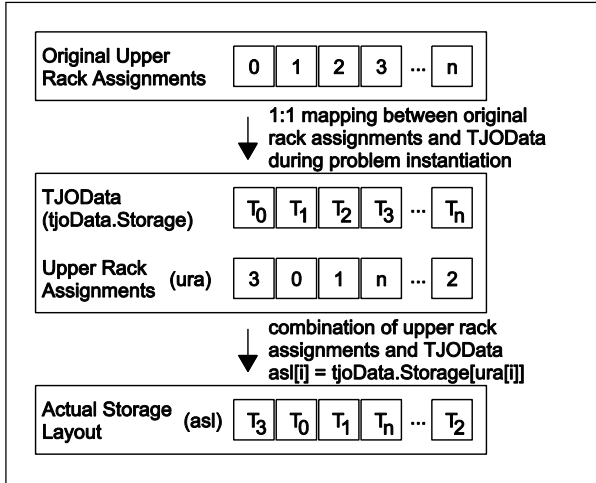 Original Upper
Rack Assignments
0 1 2 3 ... n
1:1 mapping between original
rack assignments and TJOData
during problem instantiation
TJOData
(tjoData.Storage)
T0 T1 T2 T3 ... Tn
Upper Rack
Assignments (ura)
3 0 1 n ... 2
combination of upper rack
assignments and TJOData
asl[i] = tjoData.Storage[ura[i]]
Actual Storage
Layout (asl)
T3 T0 T1 Tn ... T2